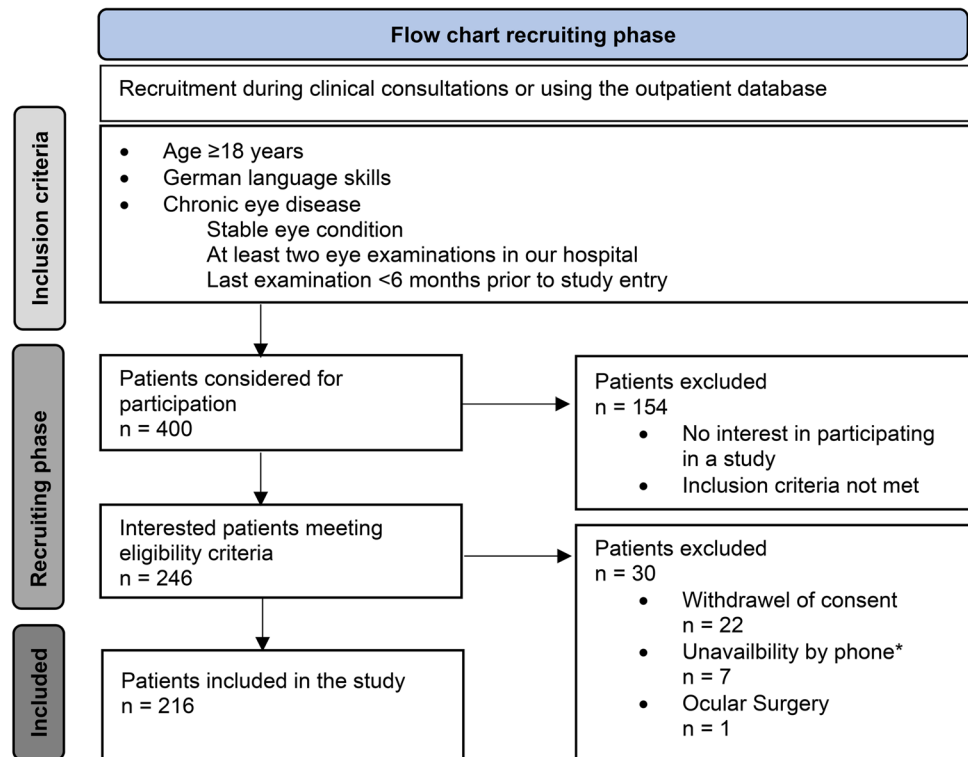 Flow chart recruiting phase
Recruitment during clinical consultations or using the outpatient database
Inclusion criteria
• Age ≥18 years
• German language skills
• Chronic eye disease
Stable eye condition
At least two eye examinations in our hospital
Last examination <6 months prior to study entry
Recruiting phase
Patients considered for
participation
n = 400
Patients excluded
n = 154
• No interest in participating
in a study
• Inclusion criteria not met
Interested patients meeting
eligibility criteria
n = 246
Patients excluded
n = 30
• Withdrawel of consent
n = 22
• Unavailbility by phone*
n = 7
• Ocular Surgery
n = 1
Included
Patients included in the study
n = 216